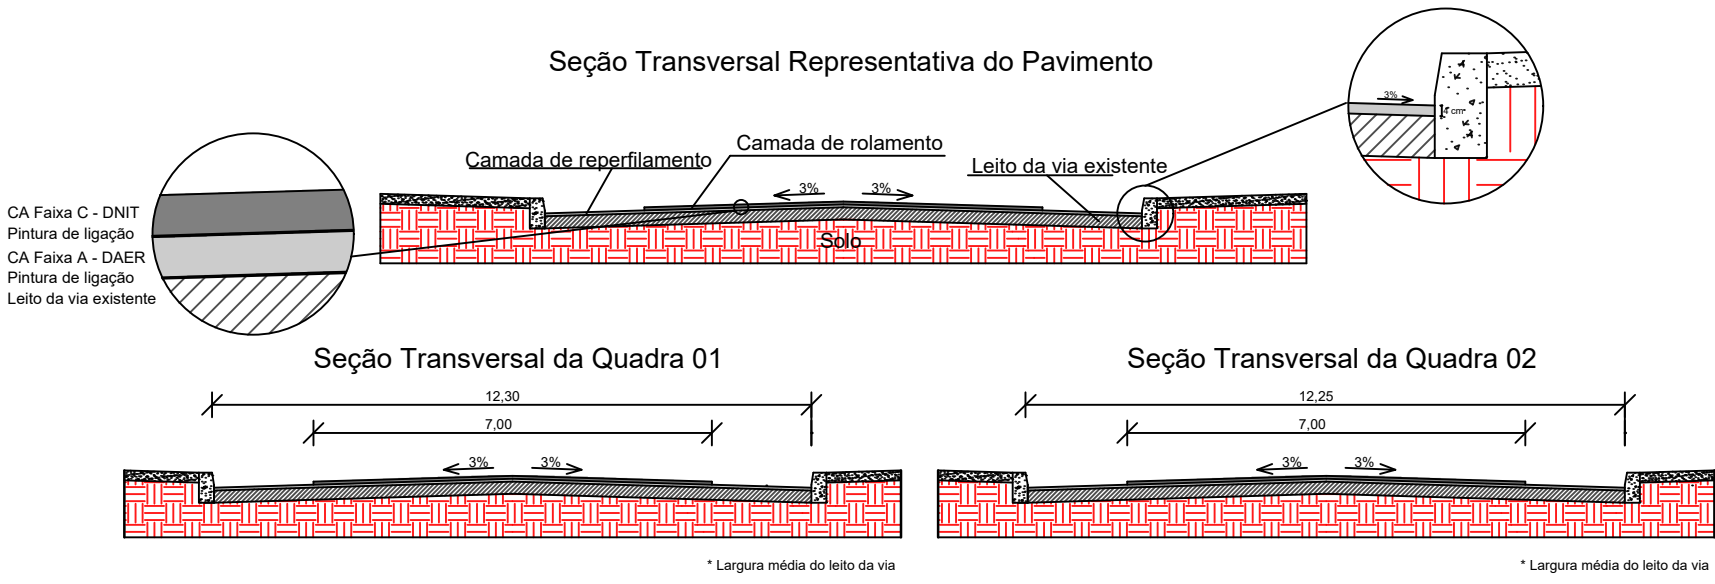 Seção Transversal Representativa do Pavimento
3%
4 cm
Camada de reperfilamento
Camada de rolamento
Leito da via existente
3%
3%
Solo
CA Faixa C - DNIT
Pintura de ligação
CA Faixa A - DAER
Pintura de ligação
Leito da via existente
Seção Transversal da Quadra 01
12,30
7,00
3%
3%
* Largura média do leito da via
Seção Transversal da Quadra 02
12,25
7,00
3%
3%
* Largura média do leito da via